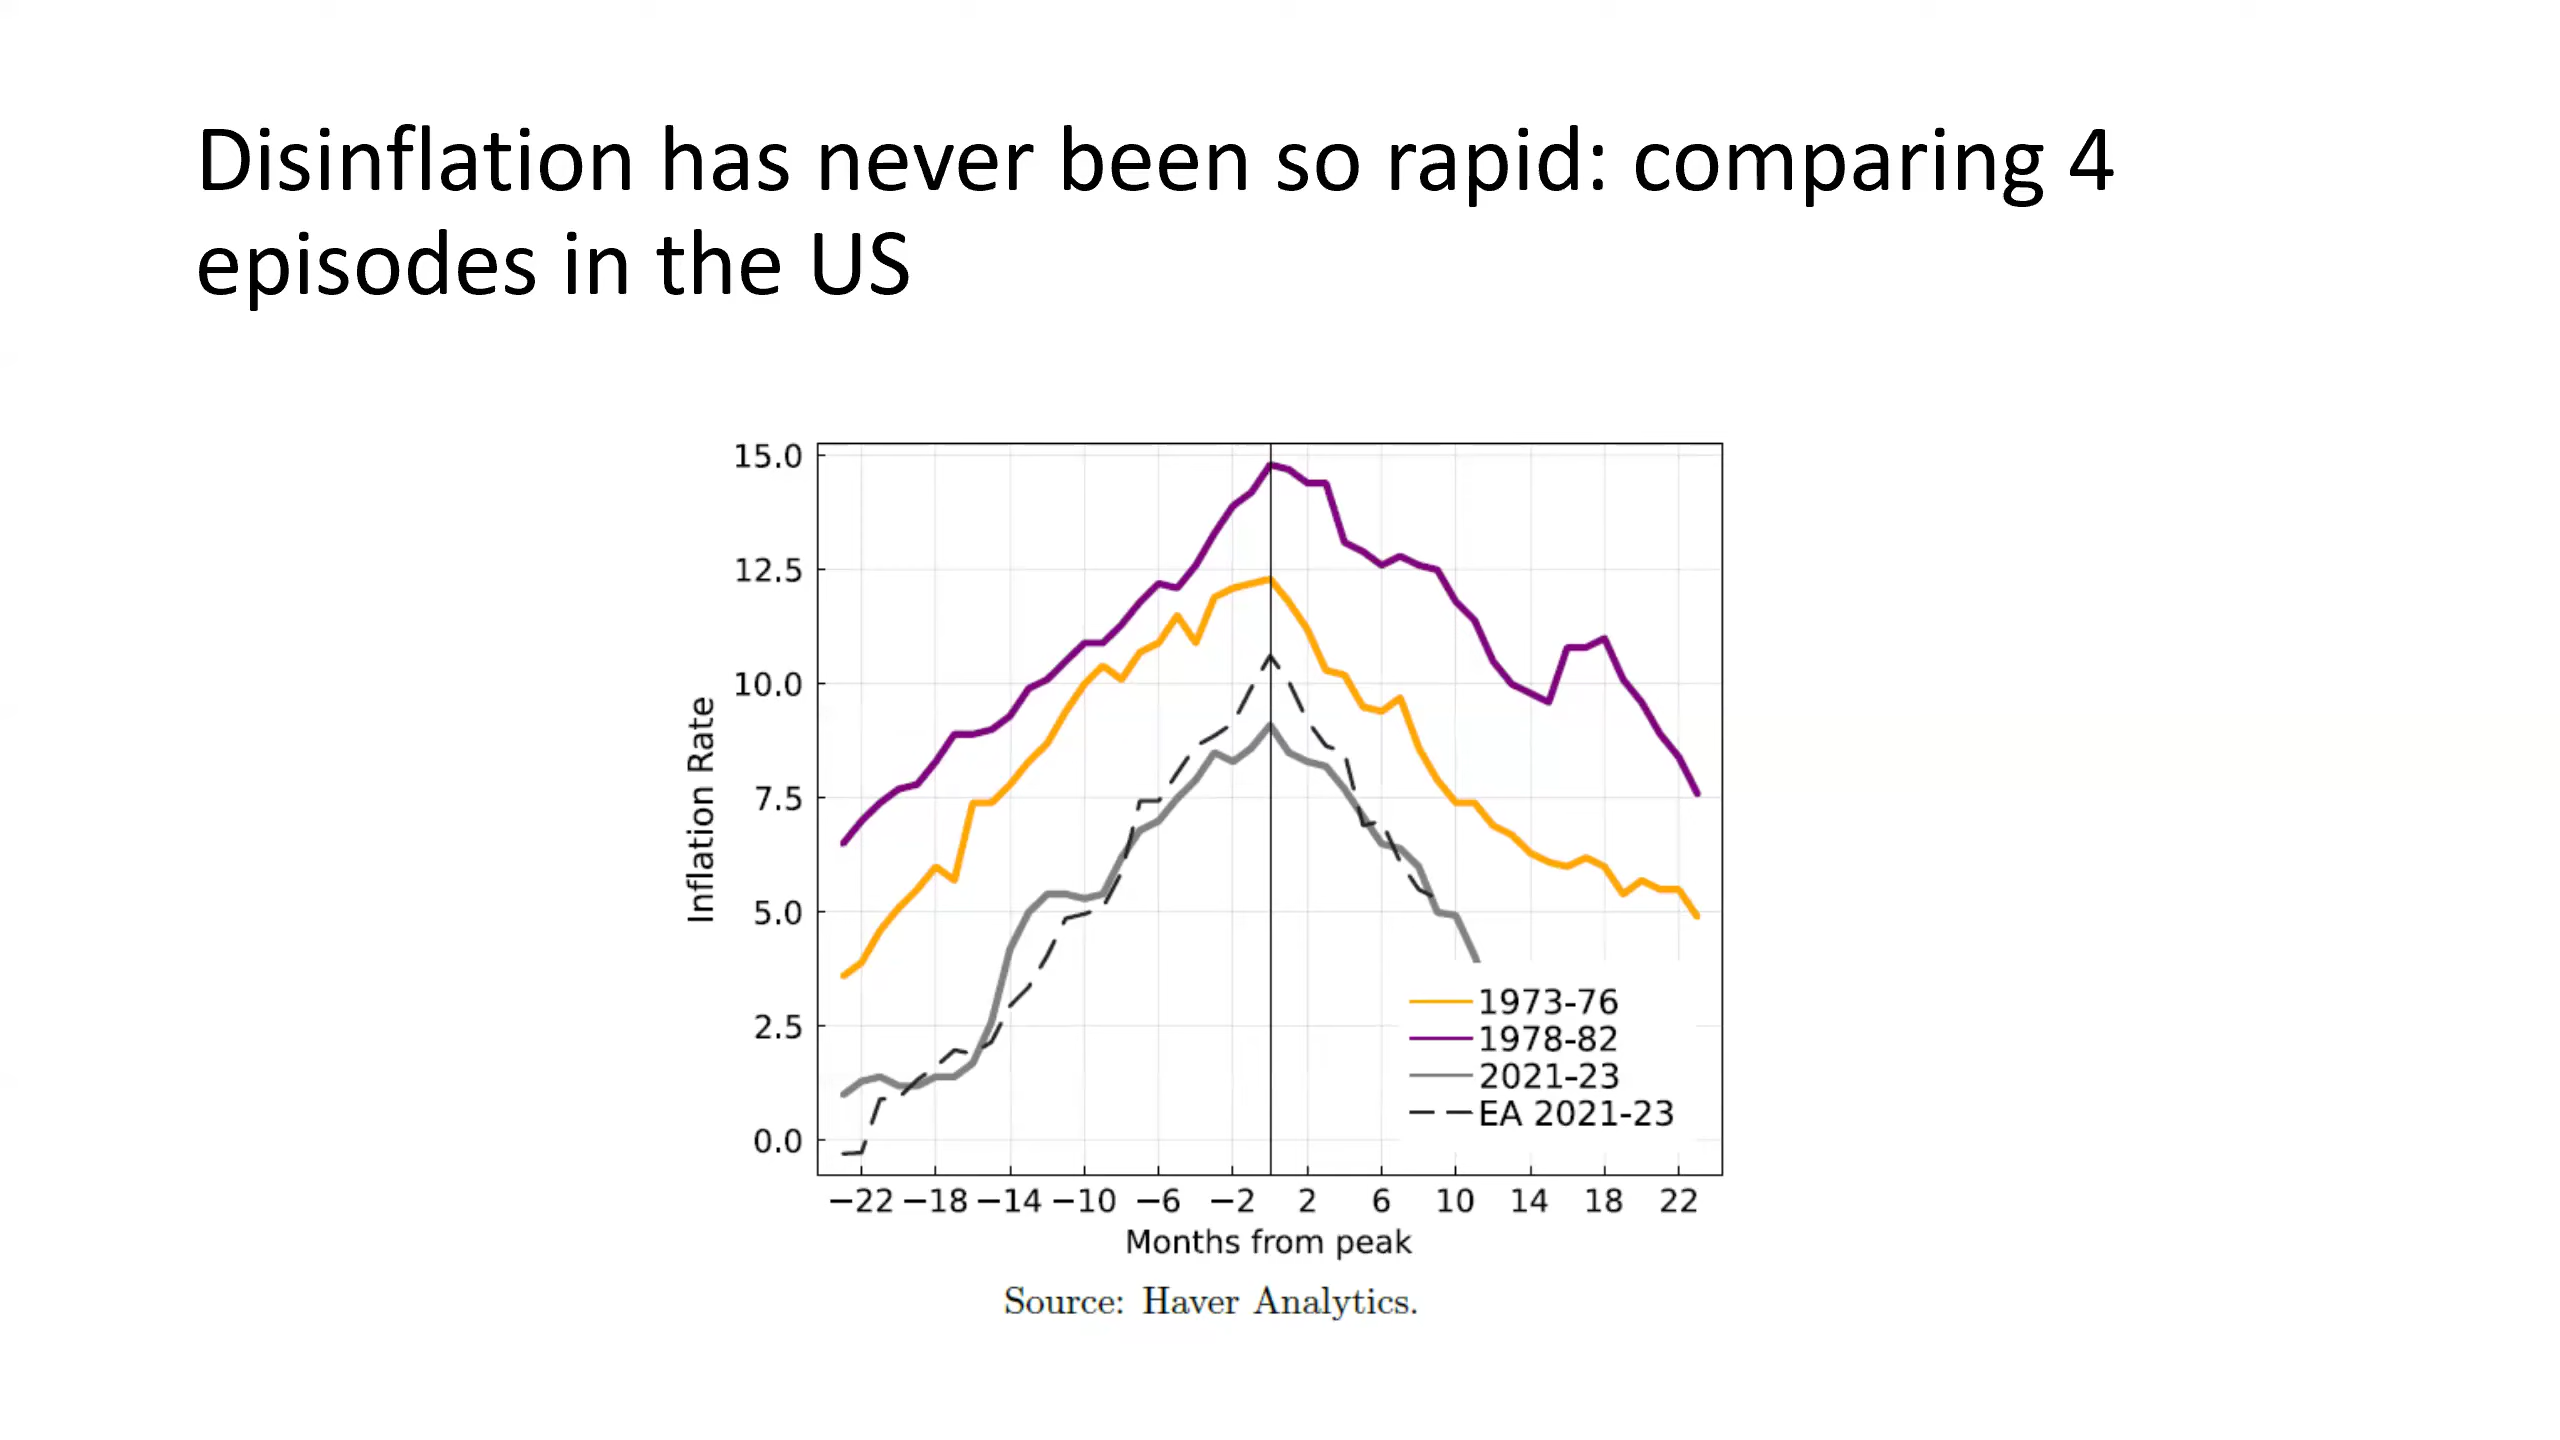 Disinflation has never been so rapid: comparing 4
episodes in the US
15.0
12.5
10.0
7.5
5.0
2.5
0.0
Inflation Rate
1973-76
1978-82
2021-23
EA 2021-23
−22 −18 −14 −10 −6 −2 2 6 10 14 18 22
Months from peak
Source: Haver Analytics.